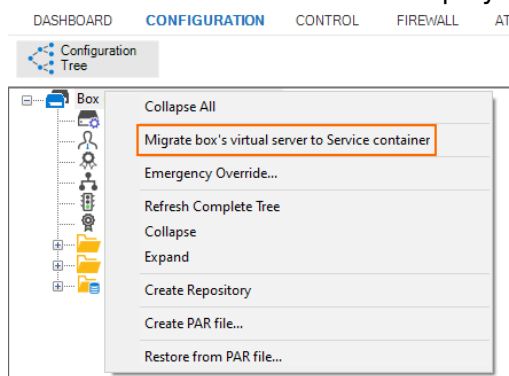 DASHBOARD CONFIGURATION CONTROL FIREWALL AT
Configuration
Tree
Box
Collapse All
Migrate box's virtual server to Service container
Emergency Override...
Refresh Complete Tree
Collapse
Expand
Create Repository
Create PAR file...
Restore from PAR file...